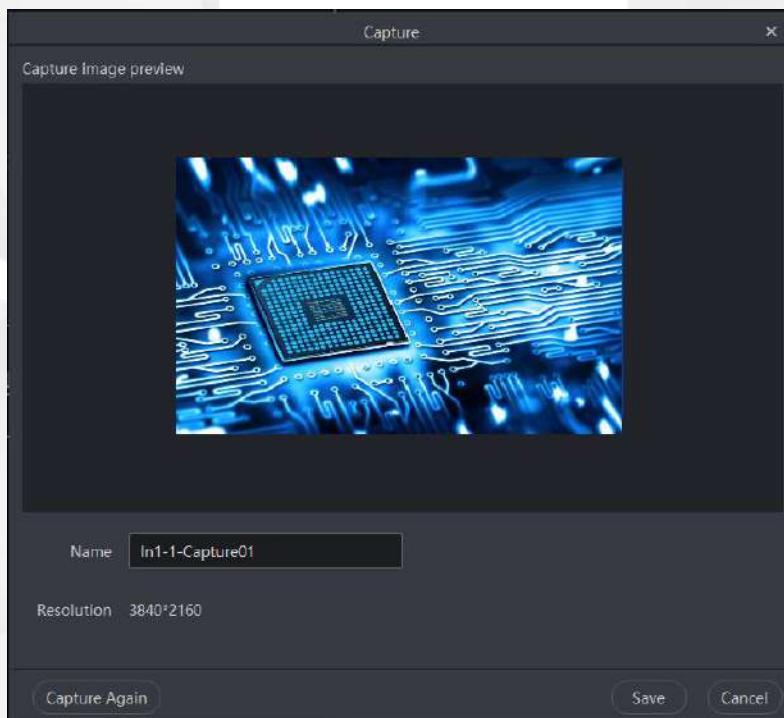 Capture
Capture image preview
Name In1-1-Capture01
Resolution 3840*2160
Capture Again Save Cancel